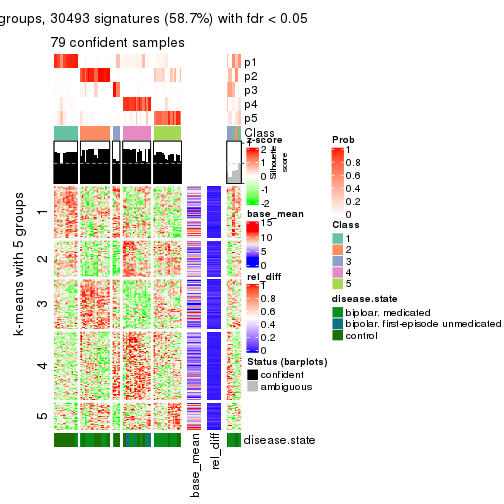 groups, 30493 signatures (58.7%) with fdr < 0.05
79 confident samples
p1
p2
p3
p4
p5
Class
1
Silhouette
score
k-means with 5 groups
1
2
3
4
5
z-score
2
1
0
-1
-2
base_mean
15
10
5
0
rel_diff
1
0.8
0.6
0.4
0.2
0
Status (barplots)
confident
ambiguous
Prob
1
0.8
0.6
0.4
0.2
0
Class
1
2
3
4
5
disease.state
bipolar. medicated
bipolar. first-episode unmedicated
control
disease.state
base_mean
rel_diff